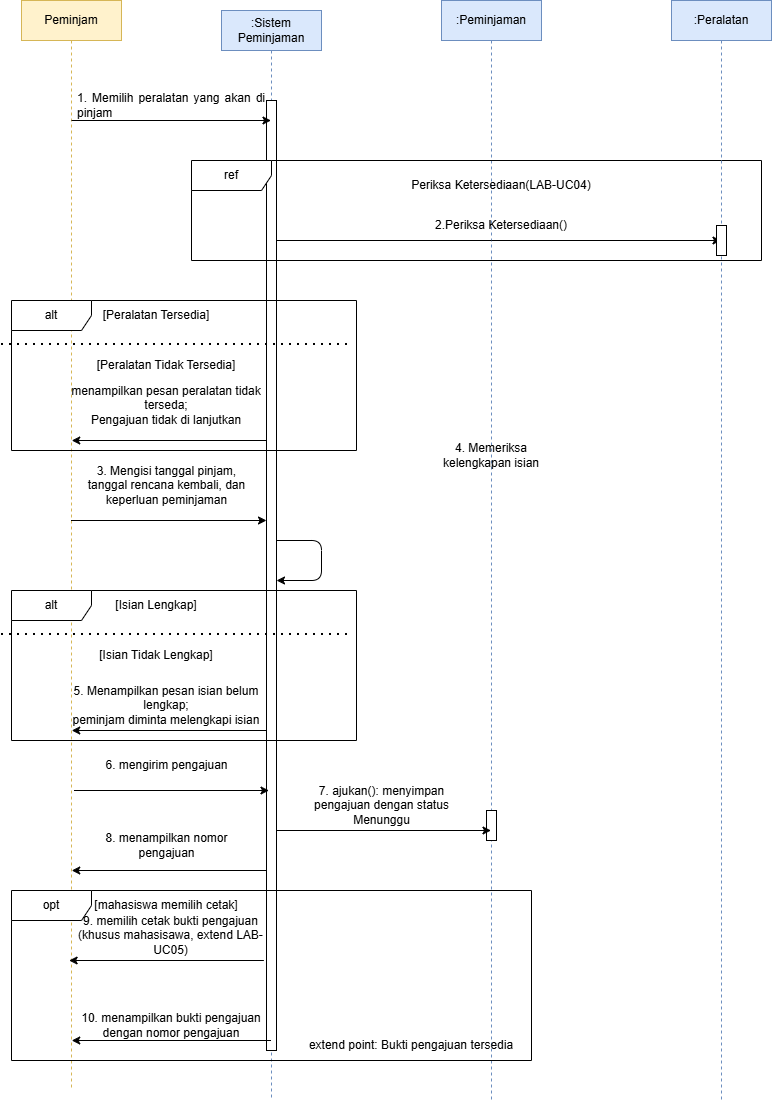 Peminjam
:Sistem
Peminjaman
:Peminjaman
:Peralatan
1. Memilih peralatan yang akan di
pinjam
ref
Periksa Ketersediaan(LAB-UC04)
2.Periksa Ketersediaan()
alt
[Peralatan Tersedia]
[Peralatan Tidak Tersedia]
menampilkan pesan peralatan tidak
terseda;
Pengajuan tidak di lanjutkan
4. Memeriksa
kelengkapan isian
3. Mengisi tanggal pinjam,
tanggal rencana kembali, dan
keperluan peminjaman
alt
[Isian Lengkap]
[Isian Tidak Lengkap]
5. Menampilkan pesan isian belum
lengkap;
peminjam diminta melengkapi isian
6. mengirim pengajuan
7. ajukan(): menyimpan
pengajuan dengan status
Menunggu
8. menampilkan nomor
pengajuan
opt
[mahasiswa memilih cetak]
9. memilih cetak bukti pengajuan
(khusus mahasisawa, extend LAB-
UC05)
10. menampilkan bukti pengajuan
dengan nomor pengajuan
extend point: Bukti pengajuan tersedia